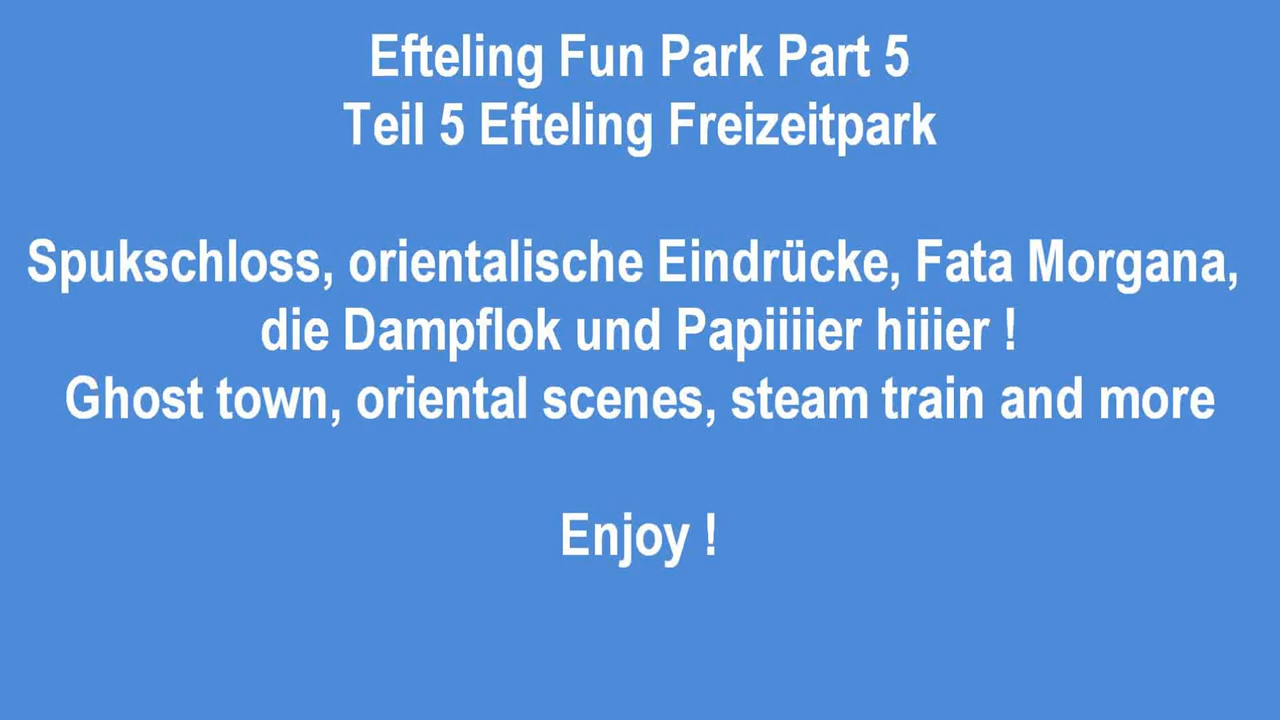 Efteling Fun Park Part 5
Teil 5 Efteling Freizeitpark
Spukschloss, orientalische Eindrücke, Fata Morgana,
die Dampflok und Papiiiier hiiier !
Ghost town, oriental scenes, steam train and more
Enjoy !